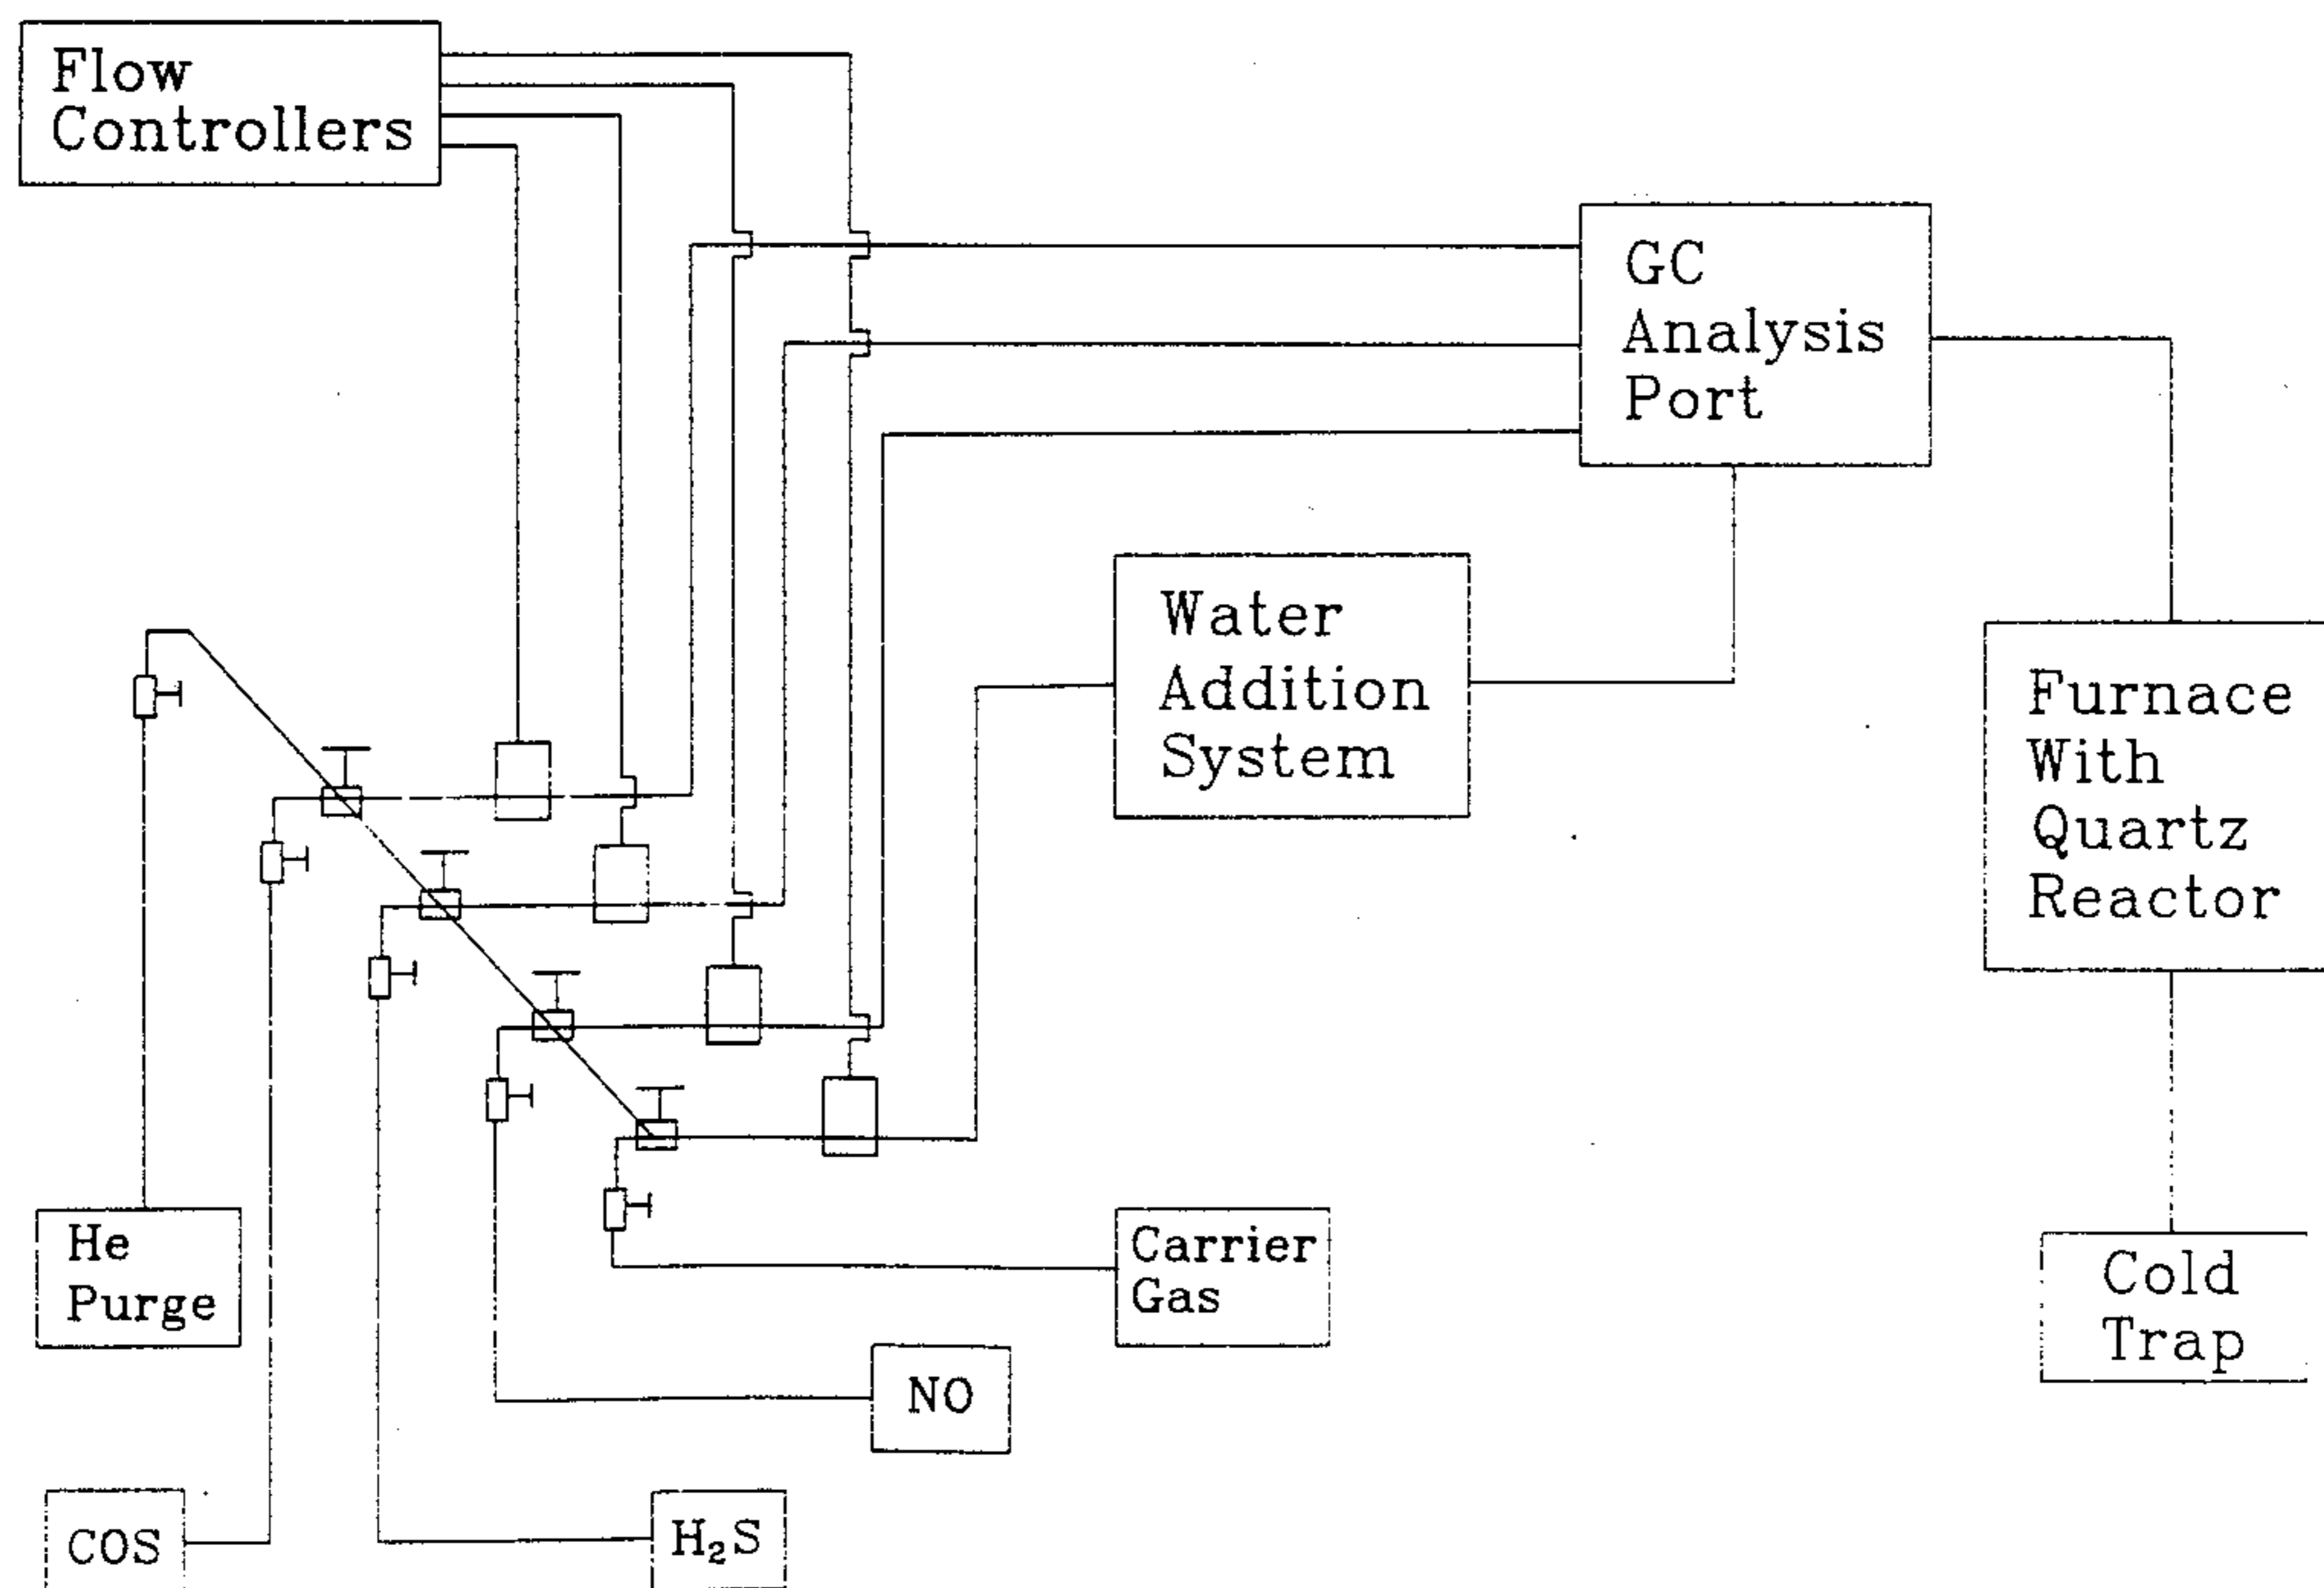 Flow
Controllers
GC
Analysis
Port
Water
Addition
System
Furnace
With
Quartz
Reactor
He
Purge
Carrier
Gas
Cold
Trap
NO
COS
H₂S